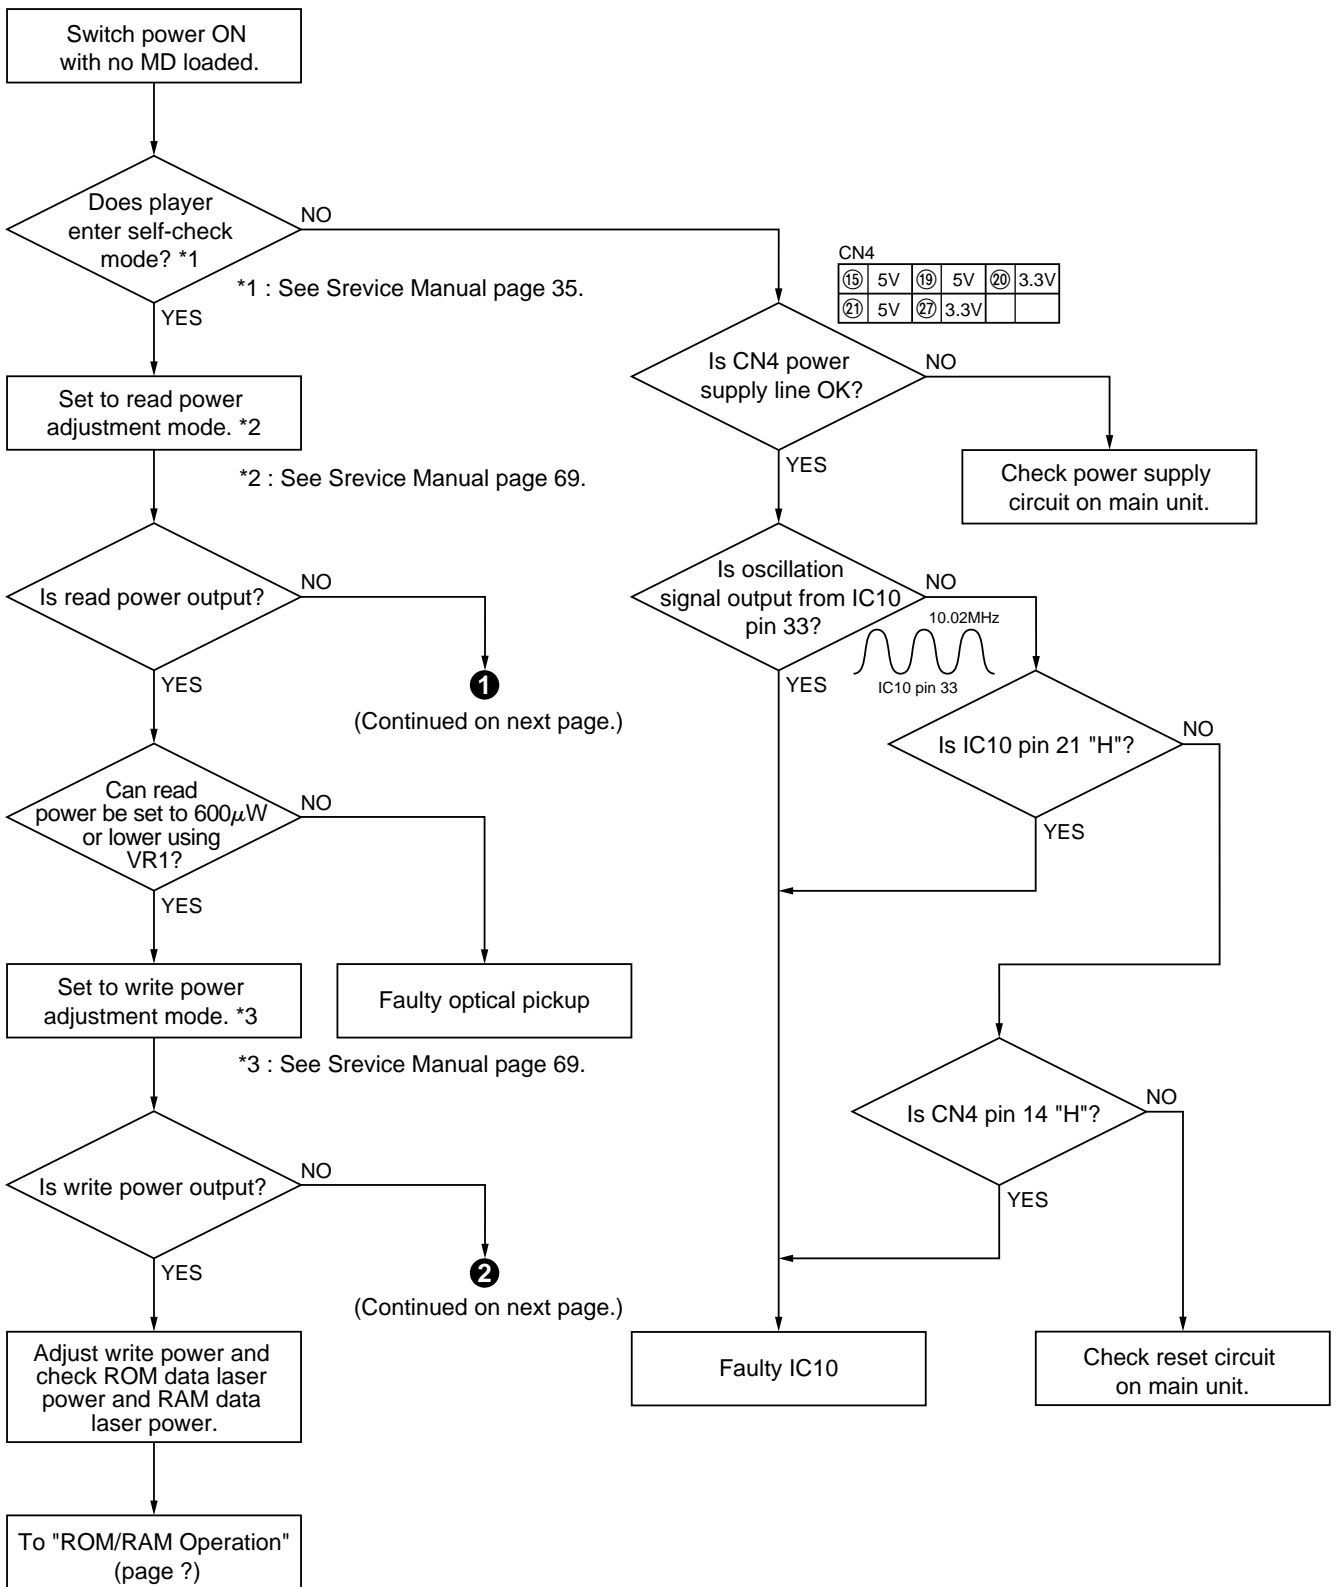 Switch power ON
with no MD loaded.
Does player
enter self-check
mode? *1
NO
YES
*1 : See Srevice Manual page 35.
Set to read power
adjustment mode. *2
*2 : See Srevice Manual page 69.
Is read power output?
NO
YES
❶
(Continued on next page.)
Can read
power be set to 600μW
or lower using
VR1?
NO
YES
Set to write power
adjustment mode. *3
Faulty optical pickup
*3 : See Srevice Manual page 69.
Is write power output?
NO
YES
❷
(Continued on next page.)
Adjust write power and
check ROM data laser
power and RAM data
laser power.
To "ROM/RAM Operation"
(page ?)
CN4
⑮ 5V ⑲ 5V ⑳ 3.3V
㉑ 5V ㉗ 3.3V
Is CN4 power
supply line OK?
NO
YES
Check power supply
circuit on main unit.
Is oscillation
signal output from IC10
pin 33?
NO
YES
10.02MHz
IC10 pin 33
Is IC10 pin 21 "H"?
NO
YES
Is CN4 pin 14 "H"?
NO
YES
Faulty IC10
Check reset circuit
on main unit.